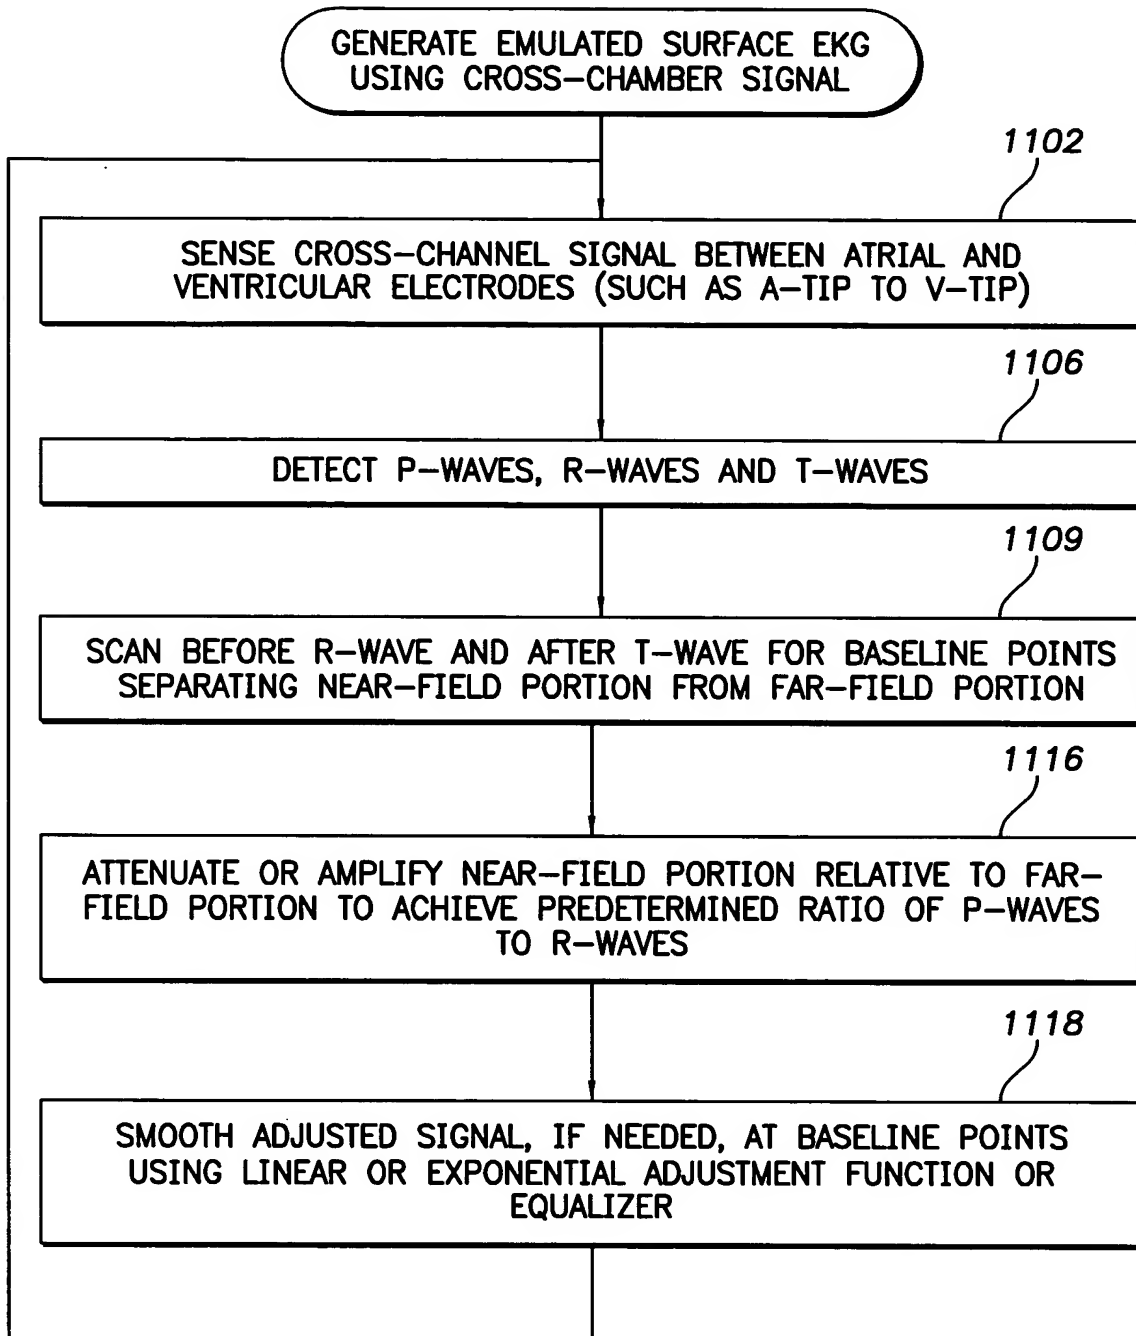 GENERATE EMULATED SURFACE EKG
USING CROSS-CHAMBER SIGNAL
1102
SENSE CROSS-CHANNEL SIGNAL BETWEEN ATRIAL AND
VENTRICULAR ELECTRODES (SUCH AS A-TIP TO V-TIP)
1106
DETECT P-WAVES, R-WAVES AND T-WAVES
1109
SCAN BEFORE R-WAVE AND AFTER T-WAVE FOR BASELINE POINTS
SEPARATING NEAR-FIELD PORTION FROM FAR-FIELD PORTION
1116
ATTENUATE OR AMPLIFY NEAR-FIELD PORTION RELATIVE TO FAR-
FIELD PORTION TO ACHIEVE PREDETERMINED RATIO OF P-WAVES
TO R-WAVES
1118
SMOOTH ADJUSTED SIGNAL, IF NEEDED, AT BASELINE POINTS
USING LINEAR OR EXPONENTIAL ADJUSTMENT FUNCTION OR
EQUALIZER